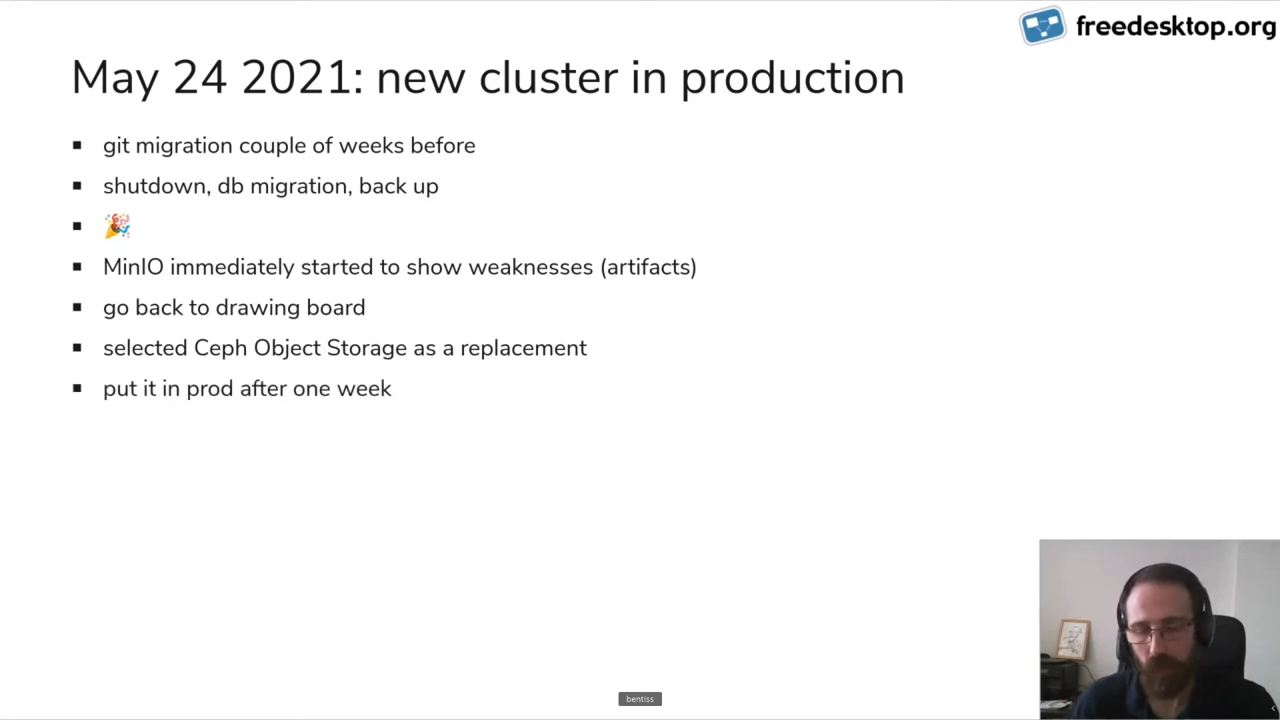 freedesktop.org
May 24 2021: new cluster in production
git migration couple of weeks before
shutdown, db migration, back up
🎉
MinIO immediately started to show weaknesses (artifacts)
go back to drawing board
selected Ceph Object Storage as a replacement
put it in prod after one week
bentiss